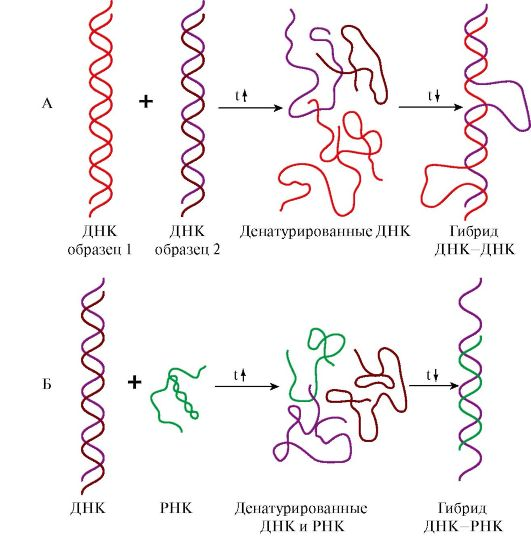 А
+
t↑
t↓
ДНК
образец 1
ДНК
образец 2
Денатурированные ДНК
Гибрид
ДНК–ДНК
Б
+
t↑
t↓
ДНК
РНК
Денатурированные
ДНК и РНК
Гибрид
ДНК–РНК